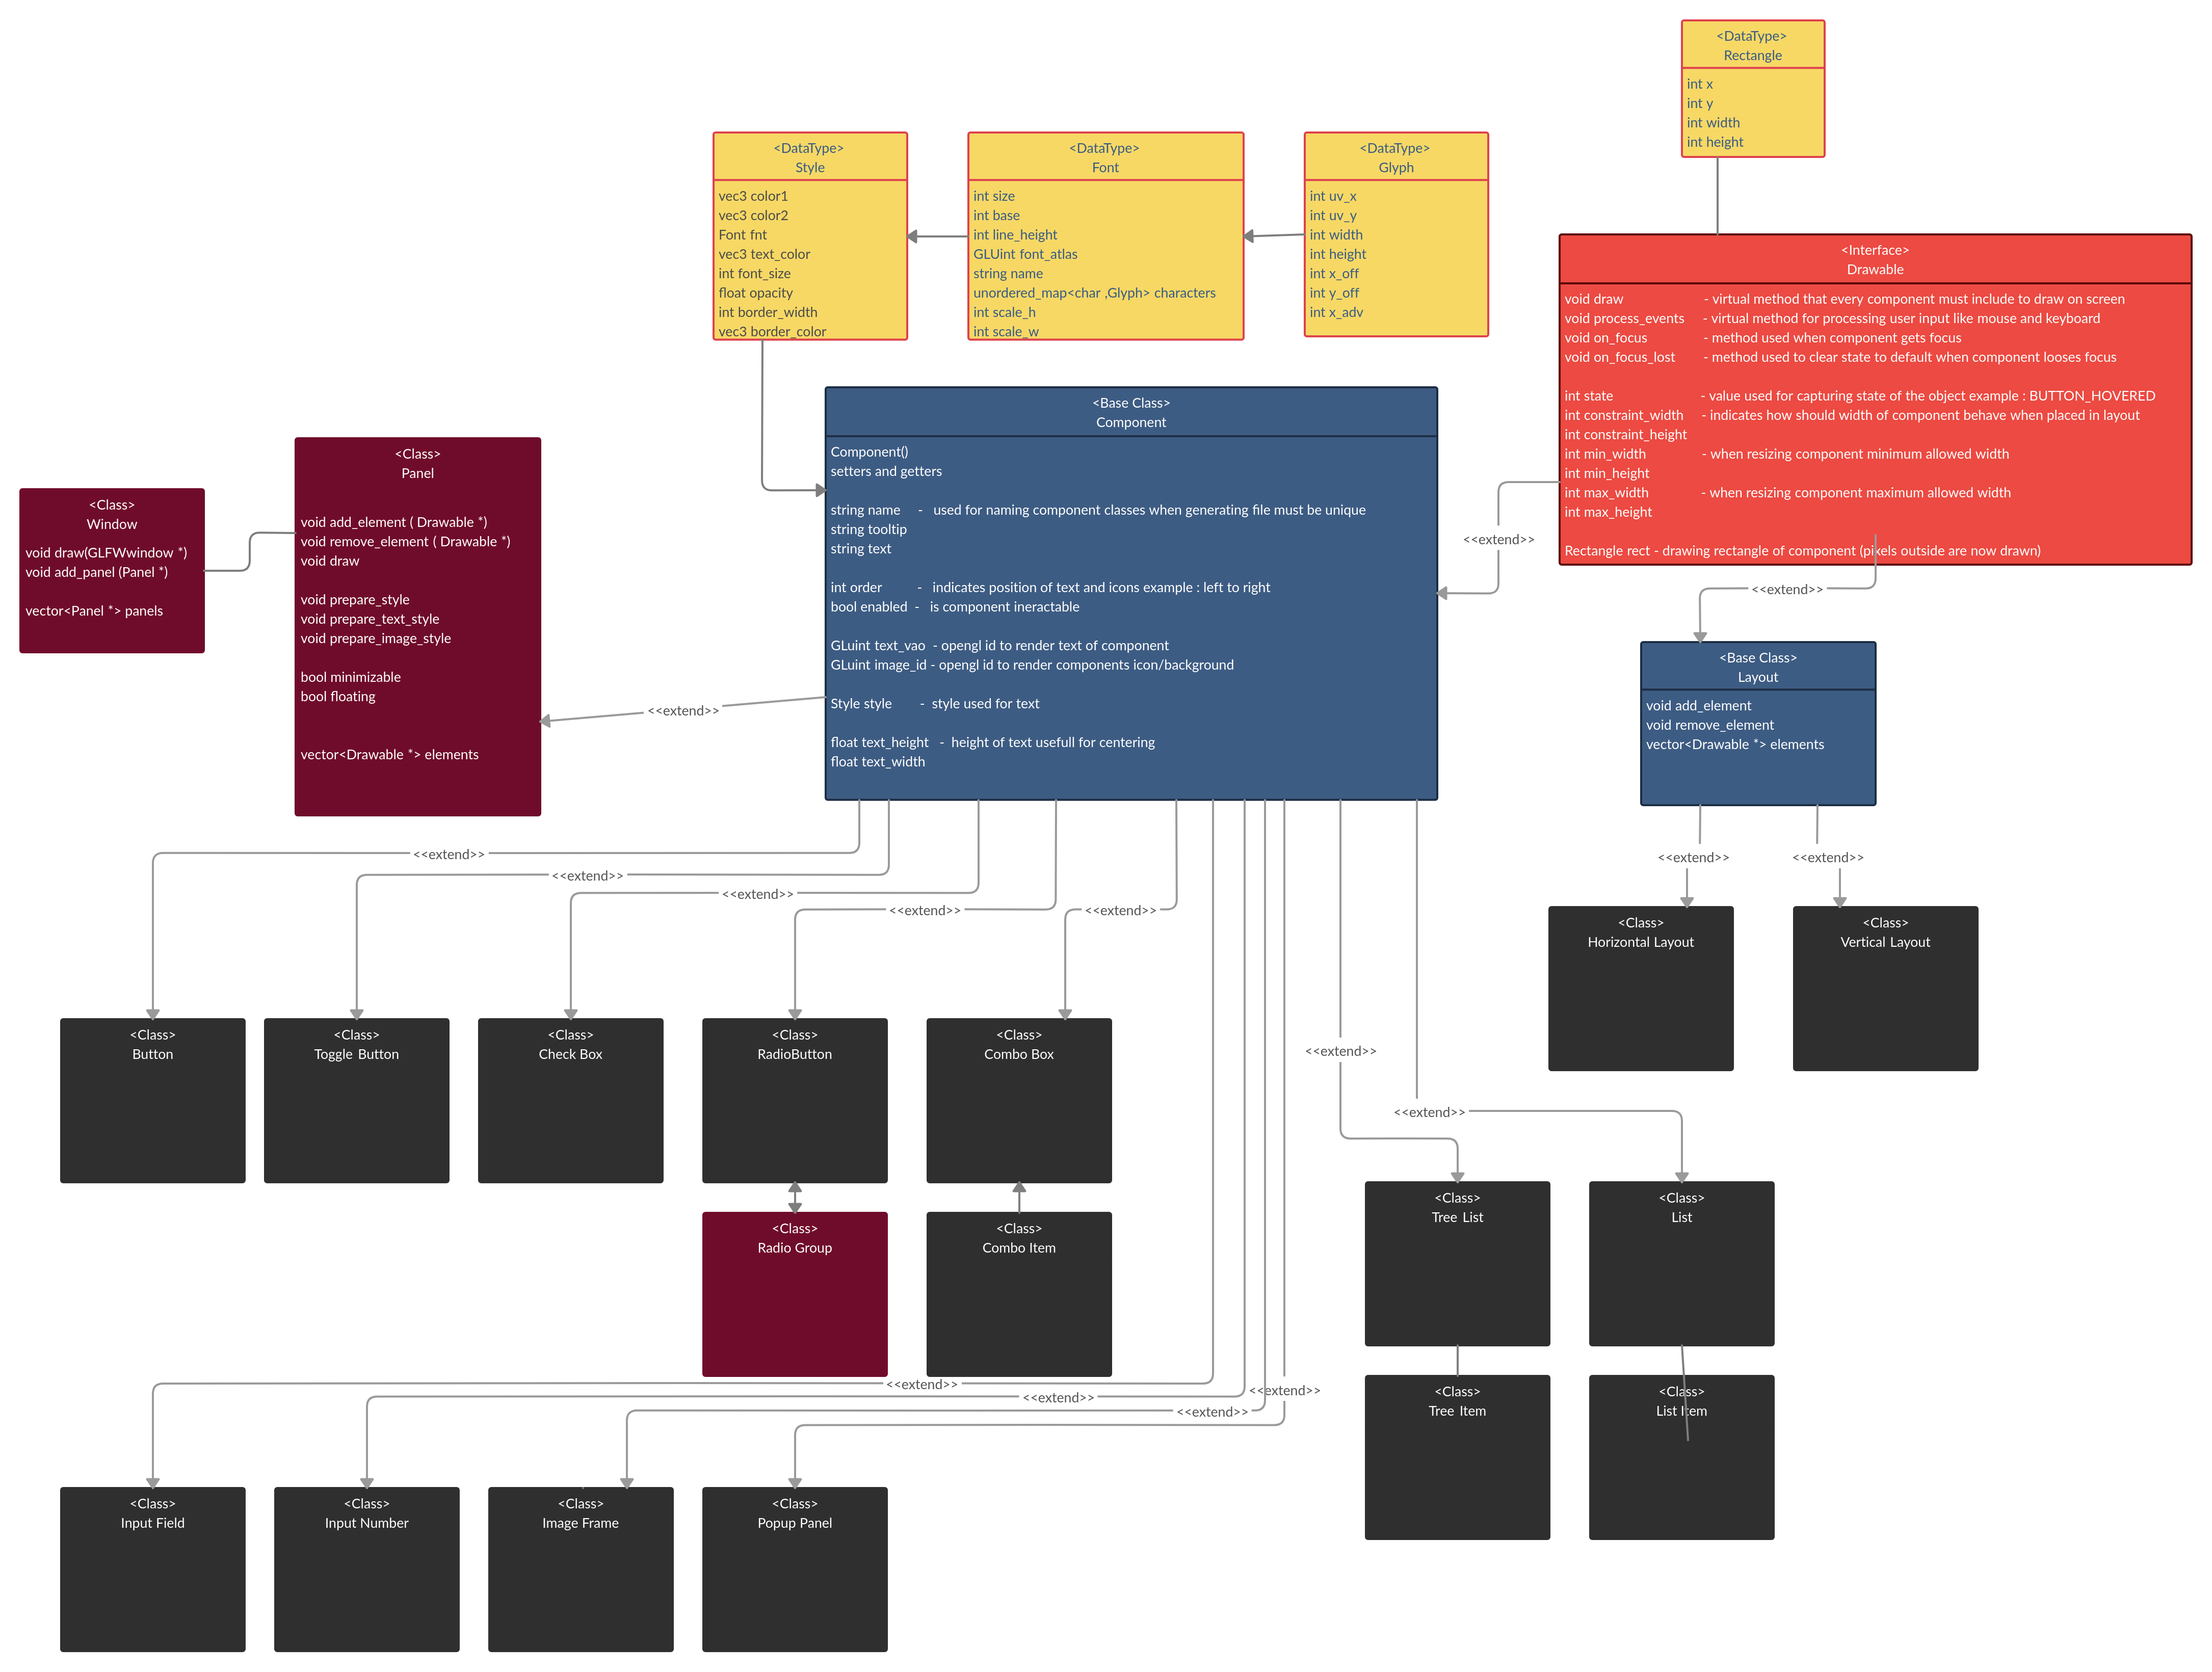 <DataType>
Rectangle
int x
int y
int width
int height
<DataType>
Style
vec3 color1
vec3 color2
Font fnt
vec3 text_color
int font_size
float opacity
int border_width
vec3 border_color
<DataType>
Font
int size
int base
int line_height
GLUint font_atlas
string name
unordered_map<char ,Glyph> characters
int scale_h
int scale_w
<DataType>
Glyph
int uv_x
int uv_y
int width
int height
int x_off
int y_off
int x_adv
<Interface>
Drawable
void draw - virtual method that every component must include to draw on screen
void process_events - virtual method for processing user input like mouse and keyboard
void on_focus - method used when component gets focus
void on_focus_lost - method used to clear state to default when component looses focus
int state - value used for capturing state of the object example : BUTTON_HOVERED
int constraint_width - indicates how should width of component behave when placed in layout
int constraint_height
int min_width - when resizing component minimum allowed width
int min_height
int max_width - when resizing component maximum allowed width
int max_height
Rectangle rect - drawing rectangle of component (pixels outside are now drawn)
<Base Class>
Component
Component()
setters and getters
string name - used for naming component classes when generating file must be unique
string tooltip
string text
int order - indicates position of text and icons example : left to right
bool enabled - is component ineractable
GLuint text_vao - opengl id to render text of component
GLuint image_id - opengl id to render components icon/background
Style style - style used for text
float text_height - height of text usefull for centering
float text_width
<Class>
Panel
void add_element ( Drawable *)
void remove_element ( Drawable *)
void draw
void prepare_style
void prepare_text_style
void prepare_image_style
bool minimizable
bool floating
vector<Drawable *> elements
<Class>
Window
void draw(GLFWwindow *)
void add_panel (Panel *)
vector<Panel *> panels
<<extend>>
<<extend>>
<<extend>>
<Base Class>
Layout
void add_element
void remove_element
vector<Drawable *> elements
<<extend>>
<<extend>>
<<extend>>
<<extend>>
<<extend>>
<<extend>>
<<extend>>
<Class>
Horizontal Layout
<Class>
Vertical Layout
<Class>
Button
<Class>
Toggle Button
<Class>
Check Box
<Class>
RadioButton
<Class>
Combo Box
<<extend>>
<<extend>>
<Class>
Tree List
<Class>
List
<Class>
Radio Group
<Class>
Combo Item
<<extend>>
<<extend>>
<<extend>>
<<extend>>
<Class>
Tree Item
<Class>
List Item
<Class>
Input Field
<Class>
Input Number
<Class>
Image Frame
<Class>
Popup Panel